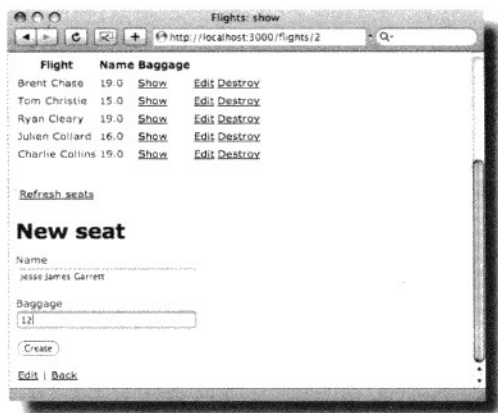 Flights: show
http://localhost:3000/flights/2
Q-
Flight Name Baggage
Brent Chase 19.0 Show Edit Destroy
Tom Christie 15.0 Show Edit Destroy
Ryan Cleary 19.0 Show Edit Destroy
Julien Collard 16.0 Show Edit Destroy
Charlie Collins 19.0 Show Edit Destroy
Refresh seats
New seat
Name
Jesse James Garrett
Baggage
12
Create
Edit | Back